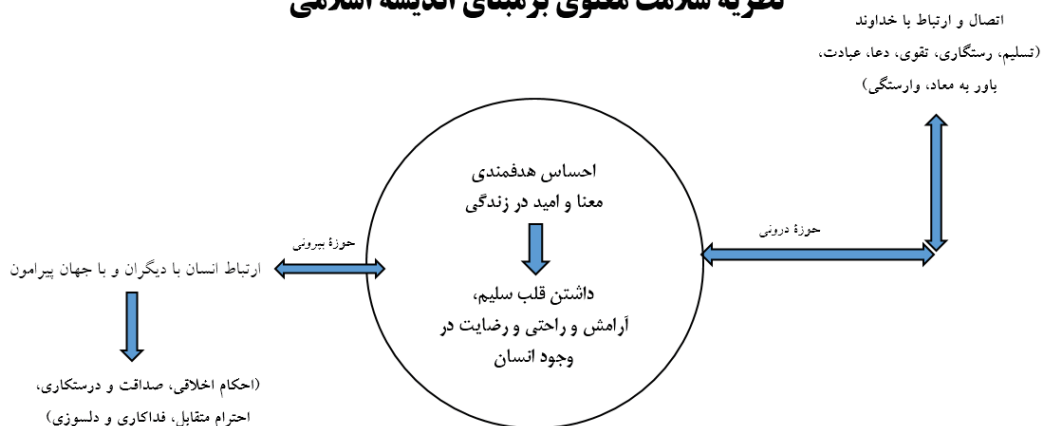 نظریه سلامت معنوی برمبنای اندیشه اسلامی
اتصال و ارتباط با خداوند
(تسلیم، رستگاری، تقوی، دعا، عبادت،
باور به معاد، وارستگی)
احساس هدفمندی
معنا و امید در زندگی
حوزۀ درونی
حوزۀ بیرونی
ارتباط انسان با دیگران و با جهان پیرامون
داشتن قلب سلیم،
آرامش و راحتی و رضایت در
وجود انسان
(احکام اخلاقی، صداقت و درستکاری،
احترام متقابل، فداکاری و دلسوزی)